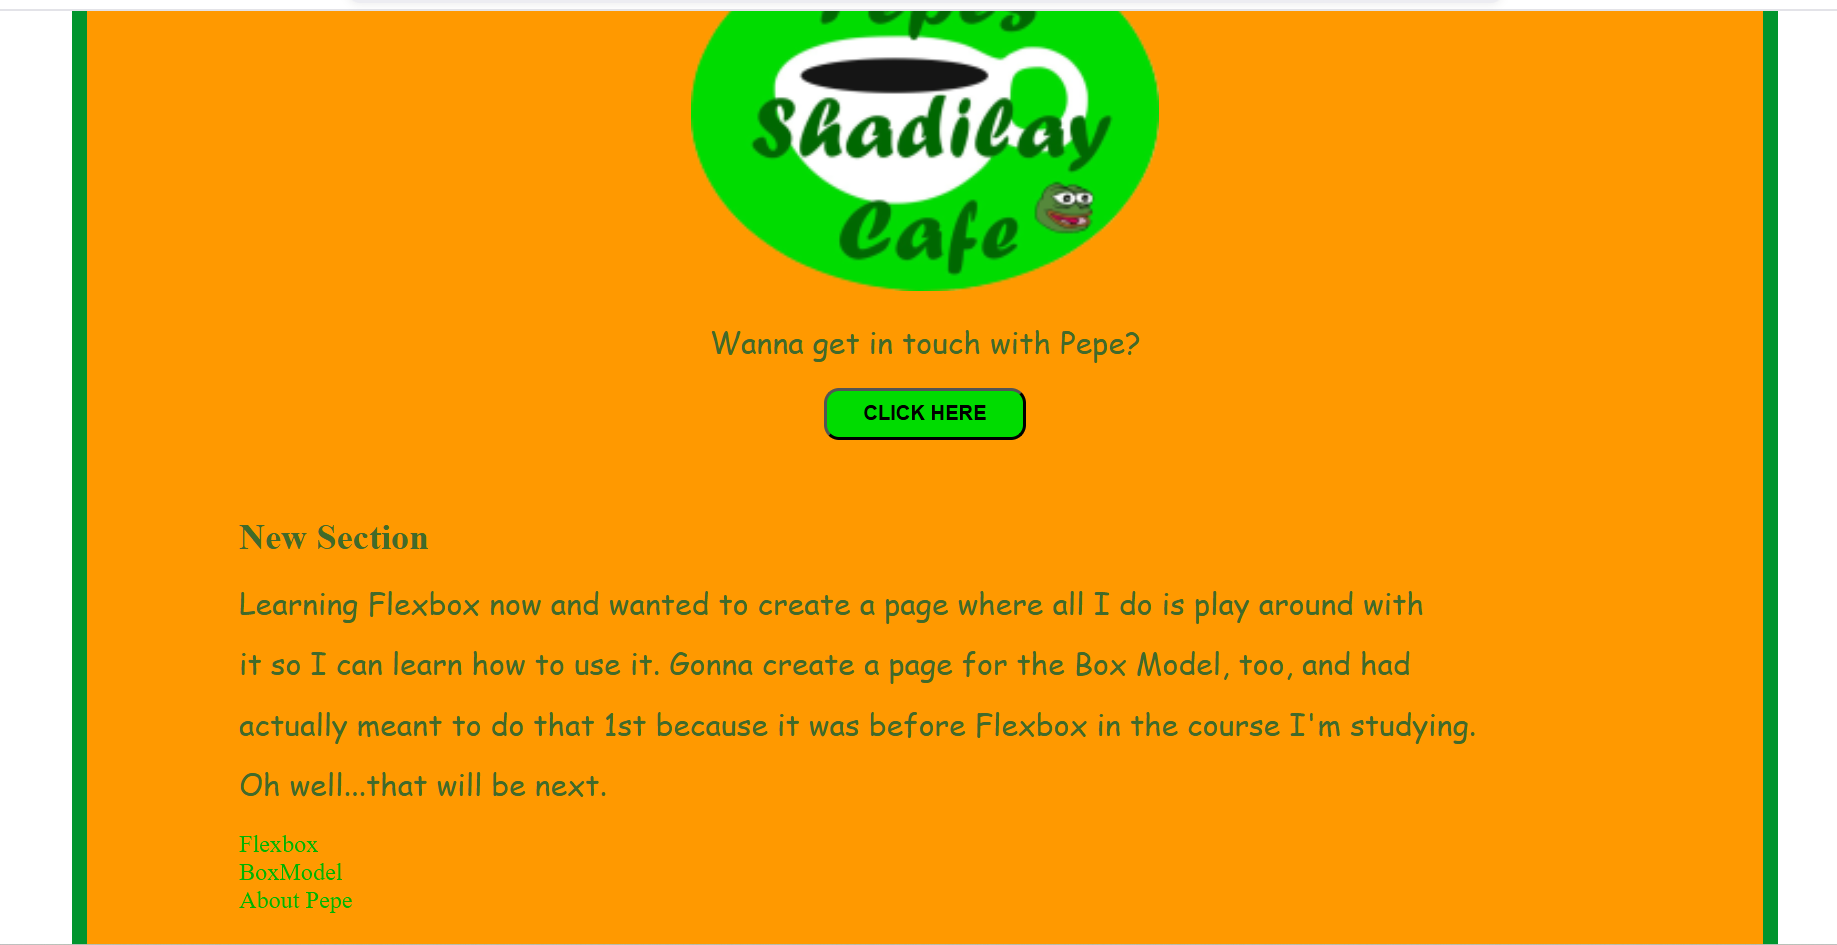 Pepes
Shadilay
Cafe
Wanna get in touch with Pepe?
CLICK HERE
New Section
Learning Flexbox now and wanted to create a page where all I do is play around with
it so I can learn how to use it. Gonna create a page for the Box Model, too, and had
actually meant to do that 1st because it was before Flexbox in the course I'm studying.
Oh well...that will be next.
Flexbox
BoxModel
About Pepe